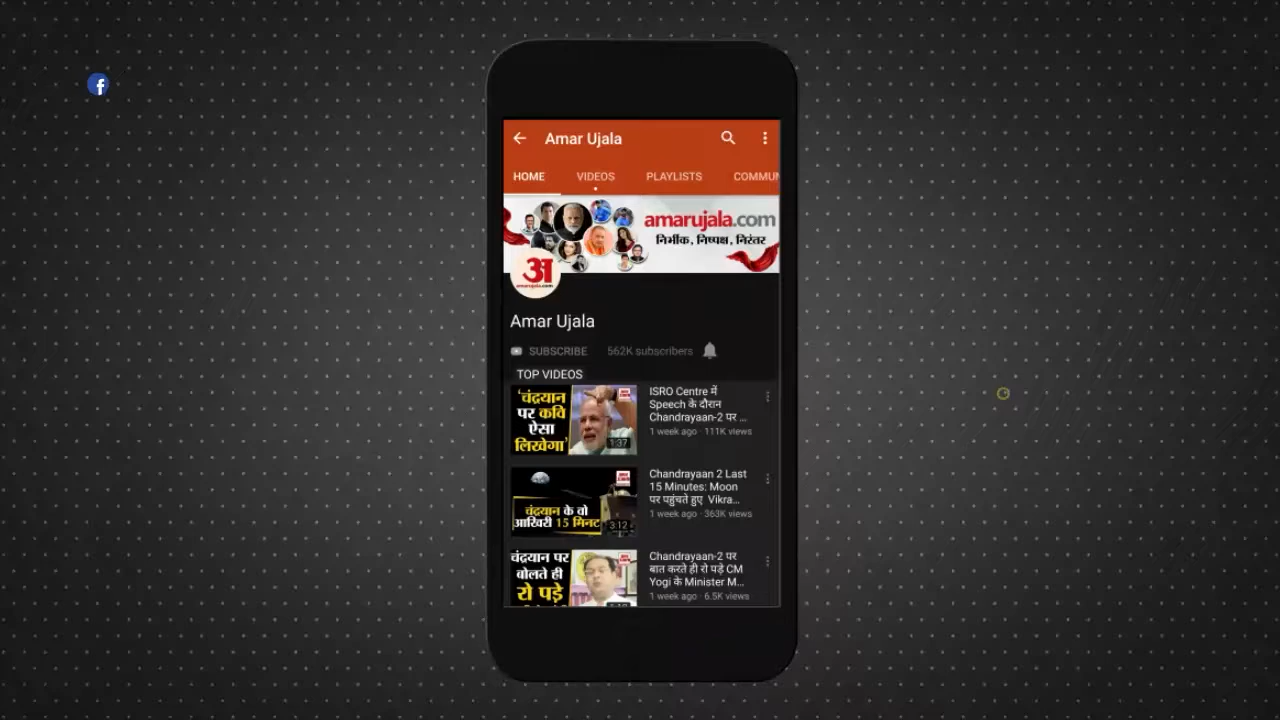 f
Amar Ujala
HOME VIDEOS PLAYLISTS COMMUN
amarujala.com
निर्भीक, निष्पक्ष, निरंतर
अ
amarujala.com
Amar Ujala
SUBSCRIBE 562K subscribers
TOP VIDEOS
'चंद्रयान
पर कवि
ऐसा
लिखेगा'
1:37
ISRO Centre में
Speech के दौरान
Chandrayaan-2 पर ...
1 week ago · 111K views
चंद्रयान के वो
आखिरी 15 मिनट
3:12
Chandrayaan 2 Last
15 Minutes: Moon
पर पहुंचते हुए Vikra...
1 week ago · 363K views
चंद्रयान पर
बोलते ही
रो पड़े
Chandrayaan-2 पर
बात करते ही रो पड़े CM
Yogi के Minister M...
1 week ago · 6.5K views